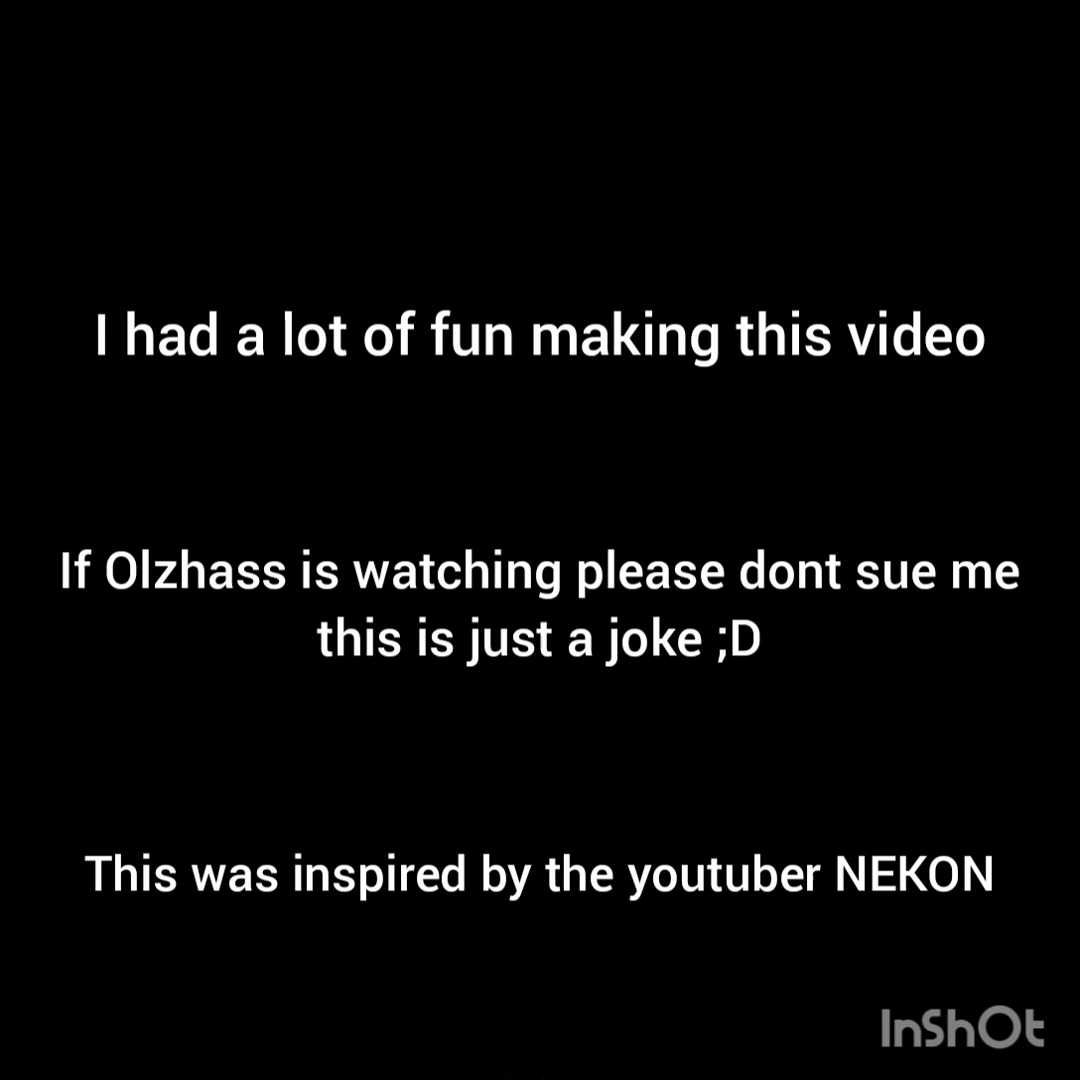 I had a lot of fun making this video
If Olzhass is watching please dont sue me
this is just a joke ;D
This was inspired by the youtuber NEKON
InShOt